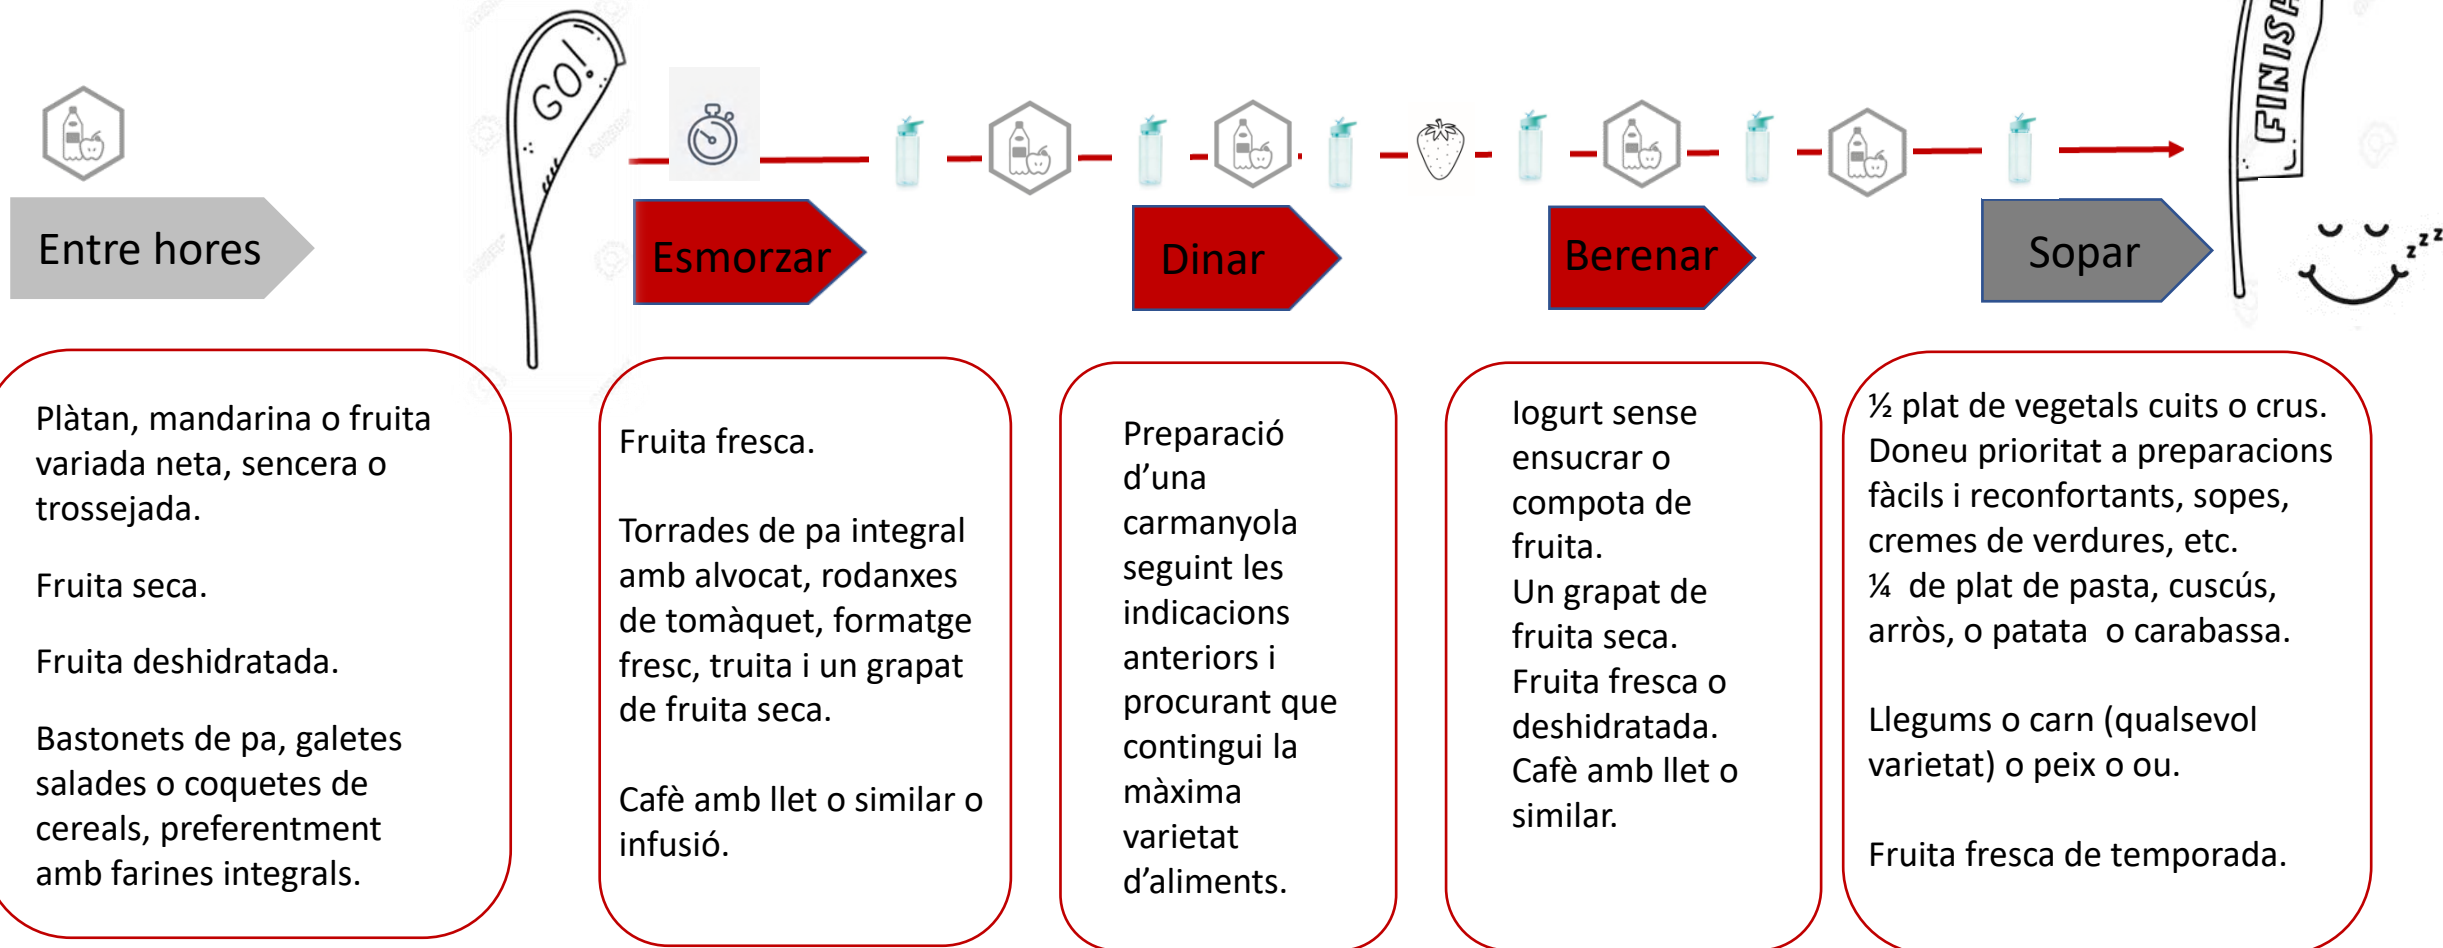 GO!
FINISH
Entre hores
Esmorzar
Dinar
Berenar
Sopar
z z z
Plàtan, mandarina o fruita
variada neta, sencera o
trossejada.
Fruita seca.
Fruita deshidratada.
Bastonets de pa, galetes
salades o coquetes de
cereals, preferentment
amb farines integrals.
Fruita fresca.
Torrades de pa integral
amb alvocat, rodanxes
de tomàquet, formatge
fresc, truita i un grapat
de fruita seca.
Cafè amb llet o similar o
infusió.
Preparació
d’una
carmanyola
seguint les
indicacions
anteriors i
procurant que
contingui la
màxima
varietat
d’aliments.
Iogurt sense
ensucrar o
compota de
fruita.
Un grapat de
fruita seca.
Fruita fresca o
deshidratada.
Cafè amb llet o
similar.
½ plat de vegetals cuits o crus.
Doneu prioritat a preparacions
fàcils i reconfortants, sopes,
cremes de verdures, etc.
¼ de plat de pasta, cuscús,
arròs, o patata o carabassa.
Llegums o carn (qualsevol
varietat) o peix o ou.
Fruita fresca de temporada.